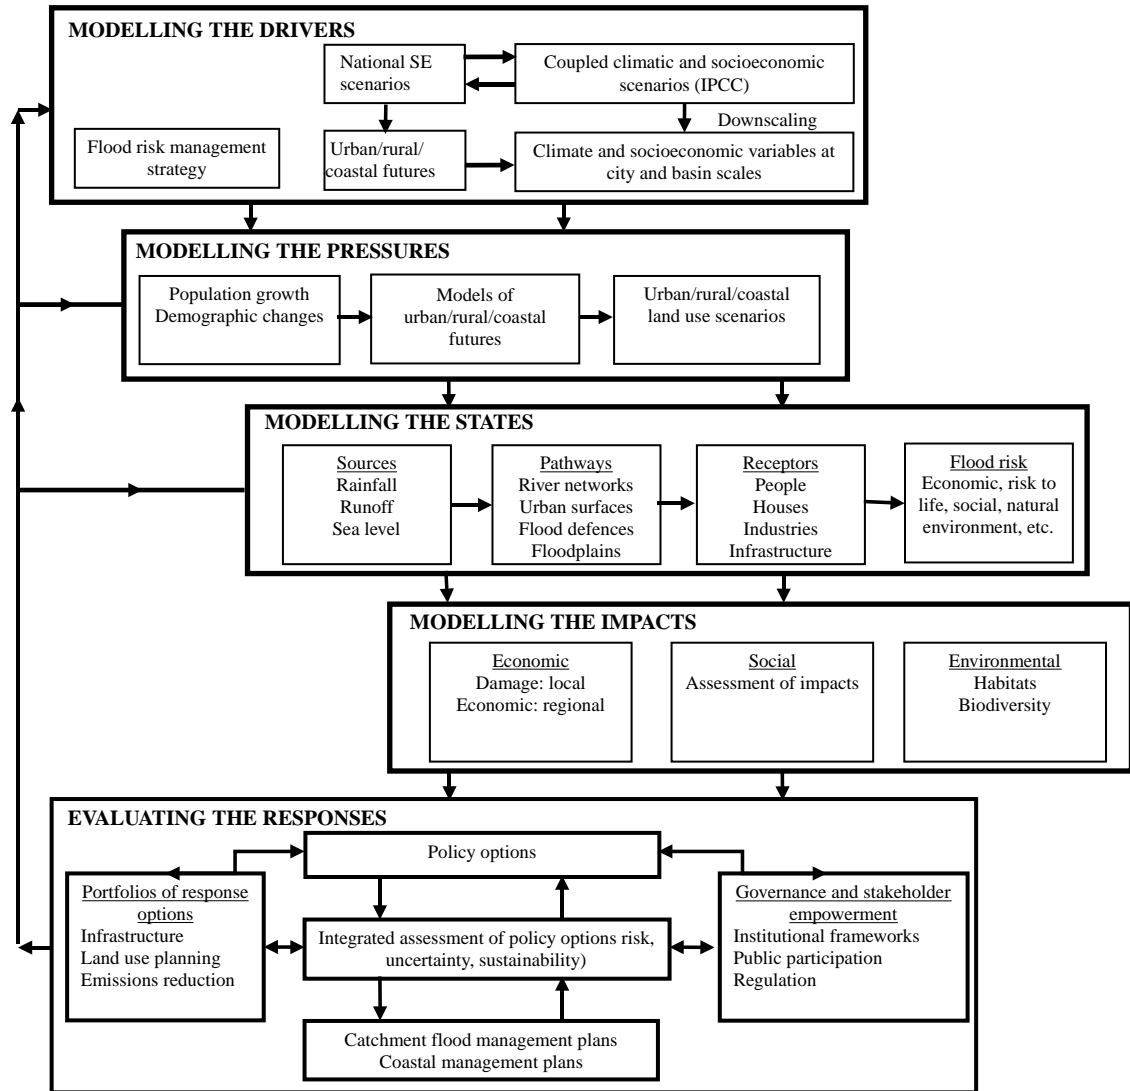 MODELLING THE DRIVERS
National SE
scenarios
Coupled climatic and socioeconomic
scenarios (IPCC)
Downscaling
Flood risk management
strategy
Urban/rural/
coastal futures
Climate and socioeconomic variables at
city and basin scales
MODELLING THE PRESSURES
Population growth
Demographic changes
Models of
urban/rural/coastal
futures
Urban/rural/coastal
land use scenarios
MODELLING THE STATES
Sources
Rainfall
Runoff
Sea level
Pathways
River networks
Urban surfaces
Flood defences
Floodplains
Receptors
People
Houses
Industries
Infrastructure
Flood risk
Economic, risk to
life, social, natural
environment, etc.
MODELLING THE IMPACTS
Economic
Damage: local
Economic: regional
Social
Assessment of impacts
Environmental
Habitats
Biodiversity
EVALUATING THE RESPONSES
Policy options
Portfolios of response
options
Infrastructure
Land use planning
Emissions reduction
Integrated assessment of policy options risk,
uncertainty, sustainability)
Governance and stakeholder
empowerment
Institutional frameworks
Public participation
Regulation
Catchment flood management plans
Coastal management plans